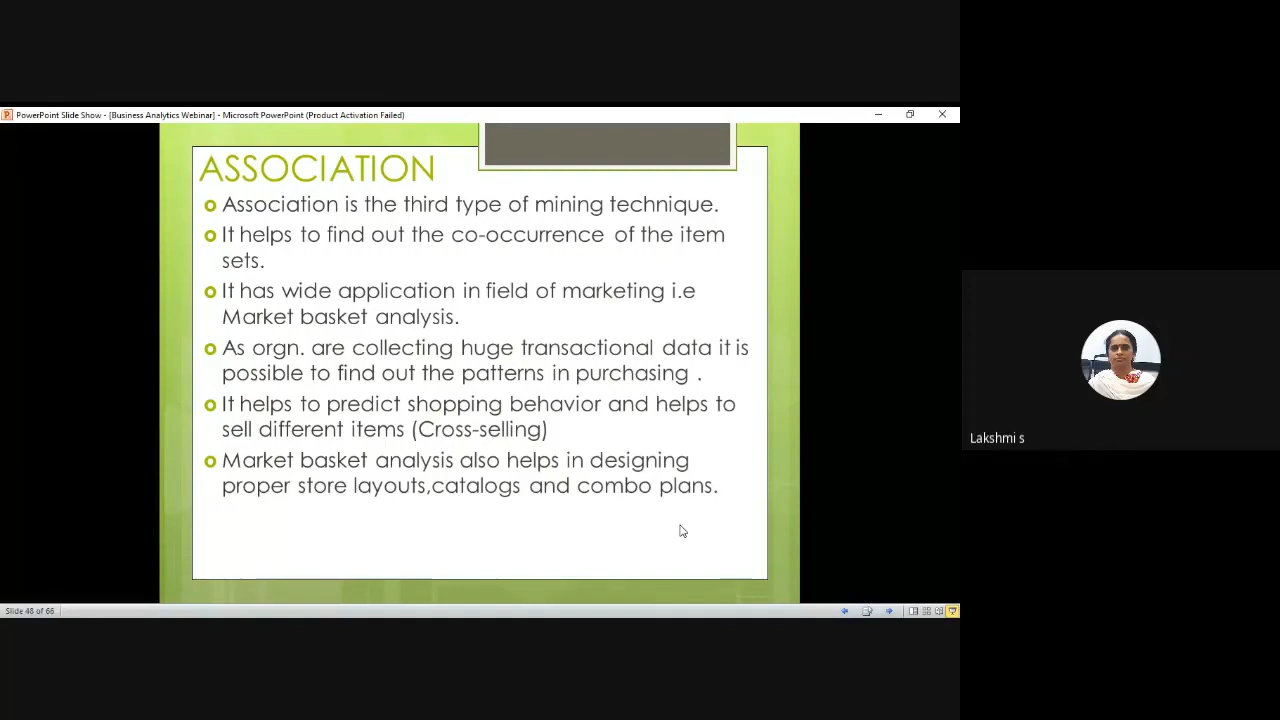 PowerPoint Slide Show - [Business Analytics Webinar] - Microsoft PowerPoint (Product Activation Failed)
ASSOCIATION
Association is the third type of mining technique.
It helps to find out the co-occurrence of the item
sets.
It has wide application in field of marketing i.e
Market basket analysis.
As orgn. are collecting huge transactional data it is
possible to find out the patterns in purchasing .
It helps to predict shopping behavior and helps to
sell different items (Cross-selling)
Market basket analysis also helps in designing
proper store layouts,catalogs and combo plans.
Lakshmi s
Slide 48 of 66